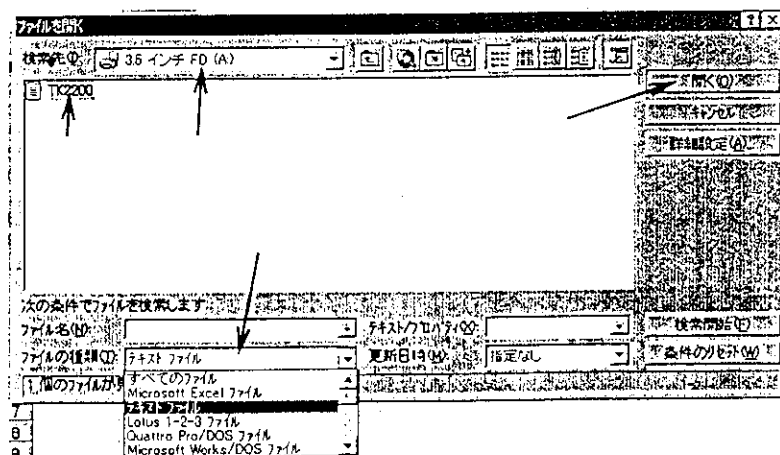 ファイルを開く
検索先(I): 3.5 インチ FD (A:)
開く(O)
TK2200
キャンセル
詳細設定(A)...
次の条件でファイルを検索します
ファイル名(N): テキスト/プロパティ(X): 検索開始(F)
ファイルの種類(T): テキスト ファイル 更新日時(M): 指定なし 条件のリセット(W)
すべてのファイル
Microsoft Excel ファイル
テキスト ファイル
Lotus 1-2-3 ファイル
Quattro Pro/DOS ファイル
Microsoft Works/DOS ファイル
1 個のファイルが
7
8
9